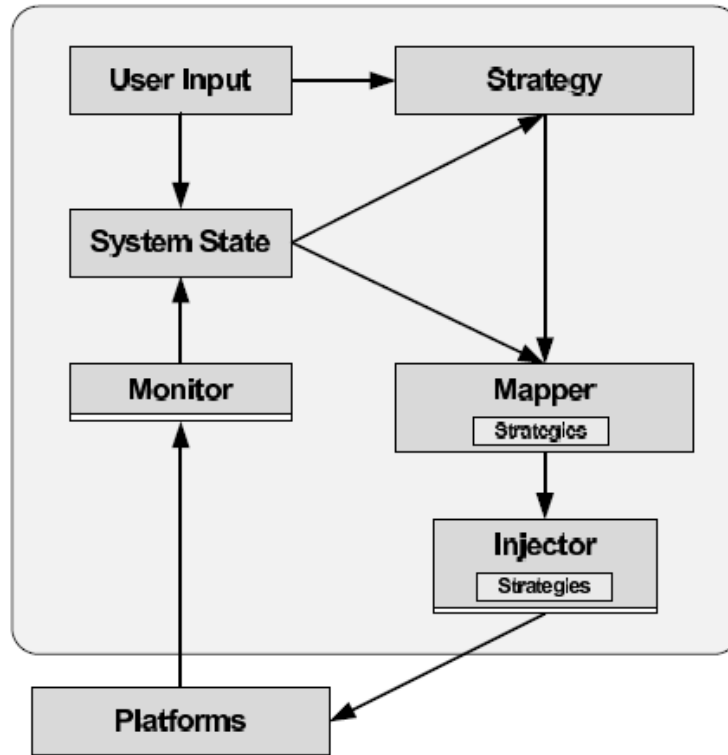 User Input
Strategy
System State
Monitor
Mapper
Strategies
Injector
Strategies
Platforms